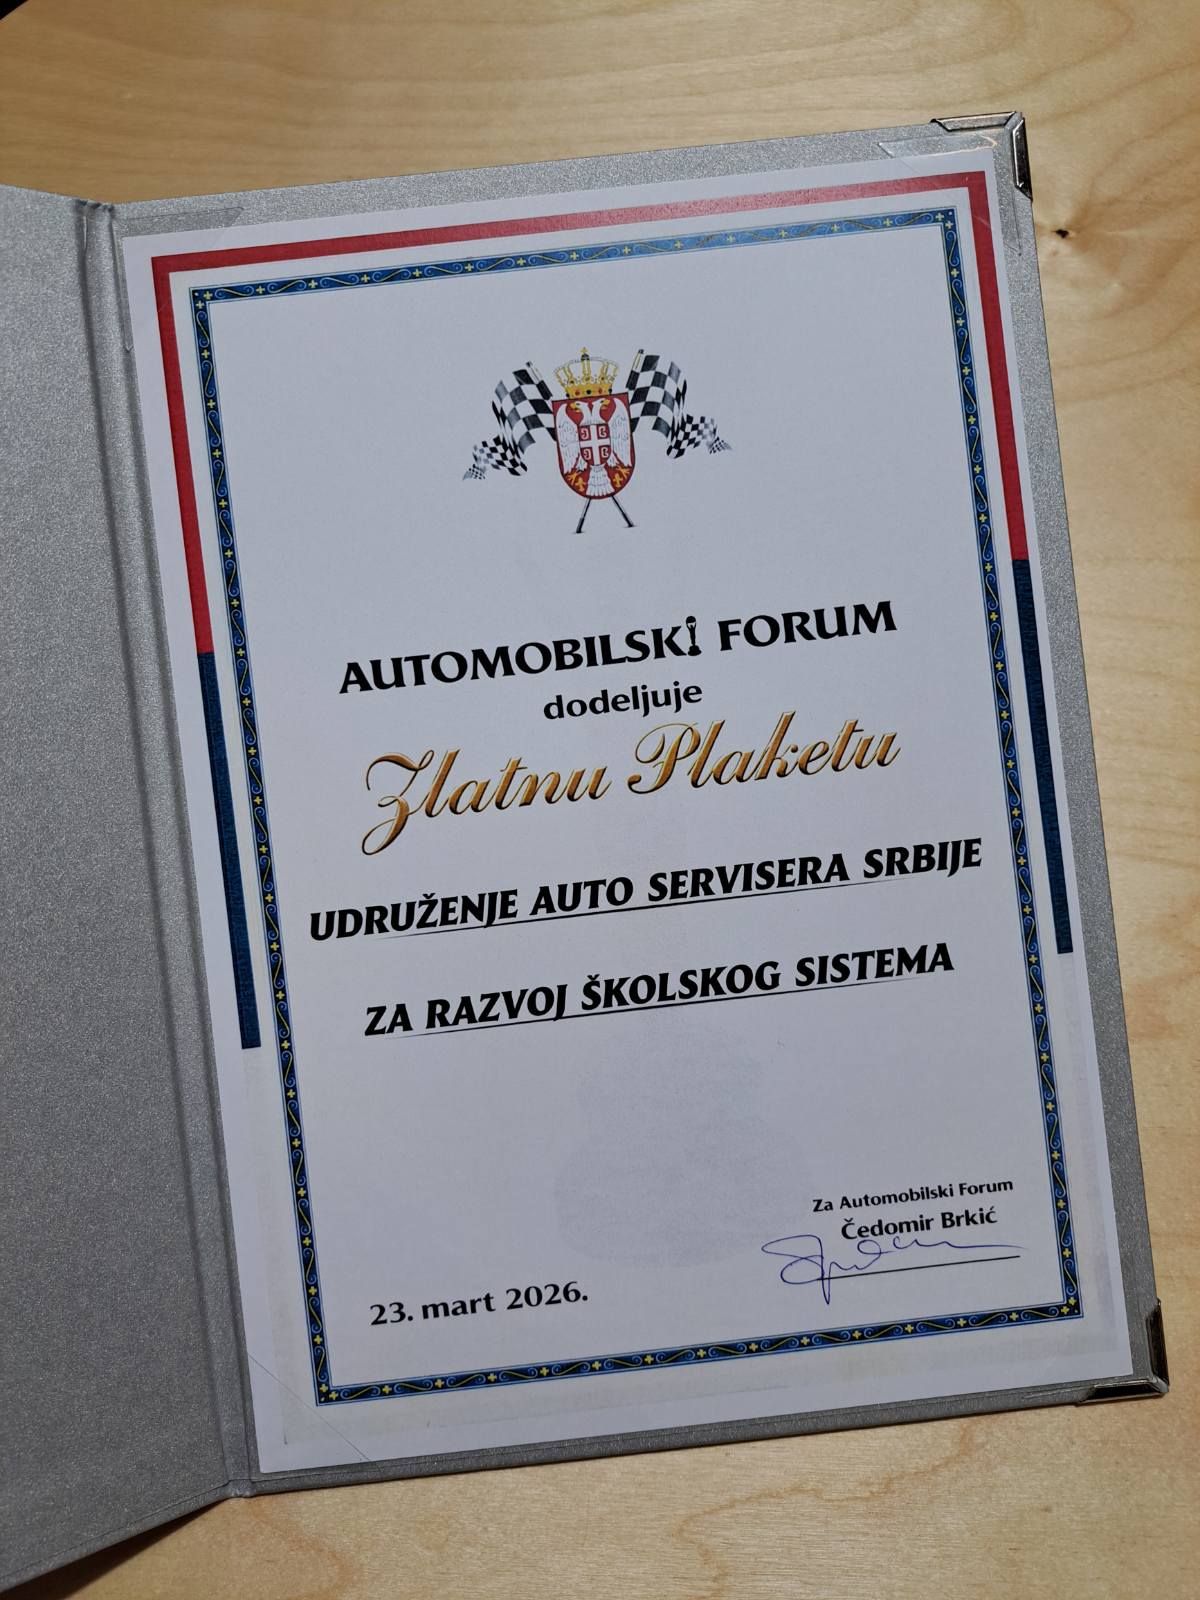 AUTOMOBILSKI FORUM
dodeljuje
Zlatnu Plaketu
UDRUŽENJE AUTO SERVISERA SRBIJE
ZA RAZVOJ ŠKOLSKOG SISTEMA
Za Automobilski Forum
Čedomir Brkić
23. mart 2026.